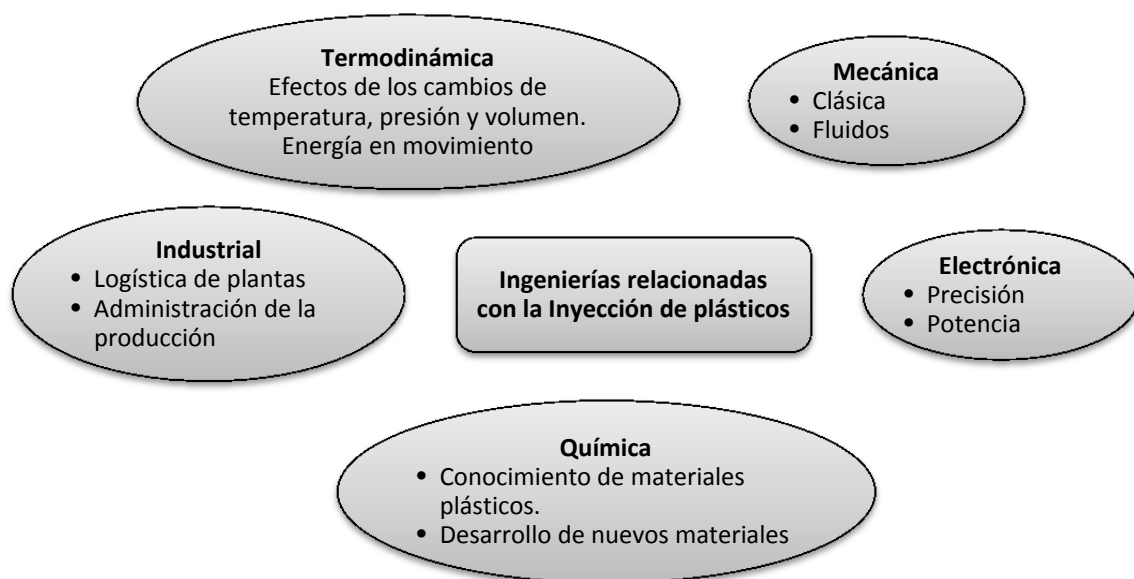 Termodinámica
Efectos de los cambios de
temperatura, presión y volumen.
Energía en movimiento
Mecánica
• Clásica
• Fluidos
Industrial
• Logística de plantas
• Administración de la
producción
Ingenierías relacionadas
con la Inyección de plásticos
Electrónica
• Precisión
• Potencia
Química
• Conocimiento de materiales
plásticos.
• Desarrollo de nuevos materiales